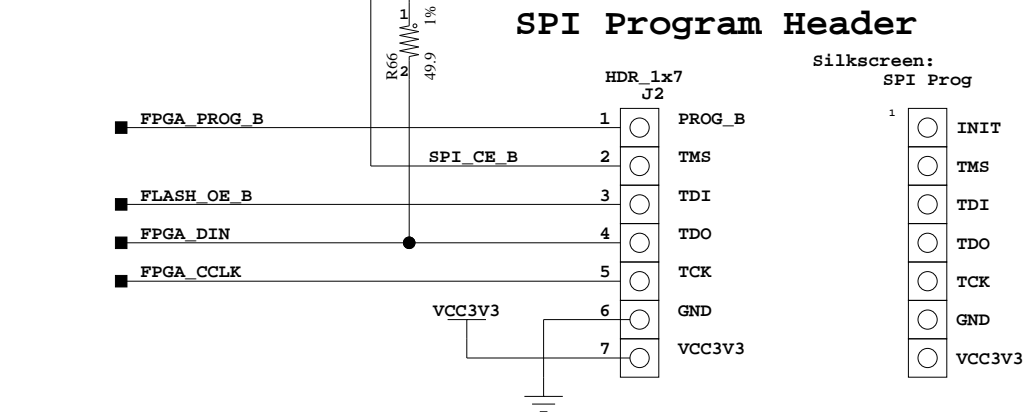 SPI Program Header
1
1%
R66
2
49.9
Silkscreen:
SPI Prog
HDR_1x7
J2
FPGA_PROG_B 1 PROG_B
SPI_CE_B 2 TMS
FLASH_OE_B 3 TDI
FPGA_DIN 4 TDO
FPGA_CCLK 5 TCK
VCC3V3 6 GND
7 VCC3V3
1 INIT
TMS
TDI
TDO
TCK
GND
VCC3V3